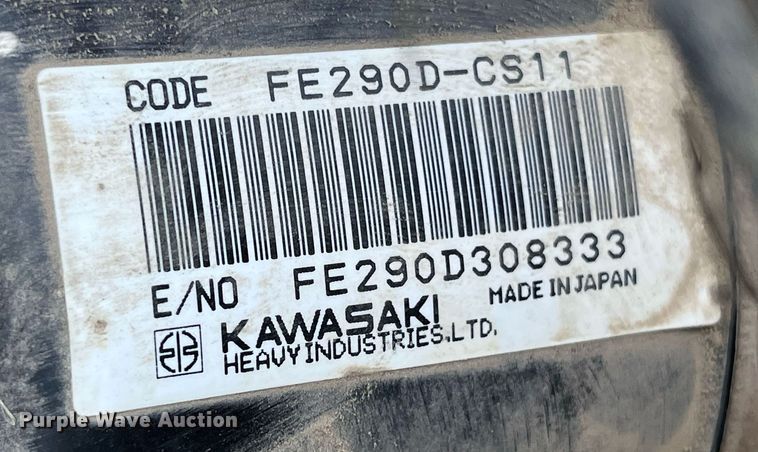 CODE FE290D-CS11
E/NO FE290D308333
MADE IN JAPAN
KAWASAKI
HEAVY INDUSTRIES,LTD.
Purple Wave Auction